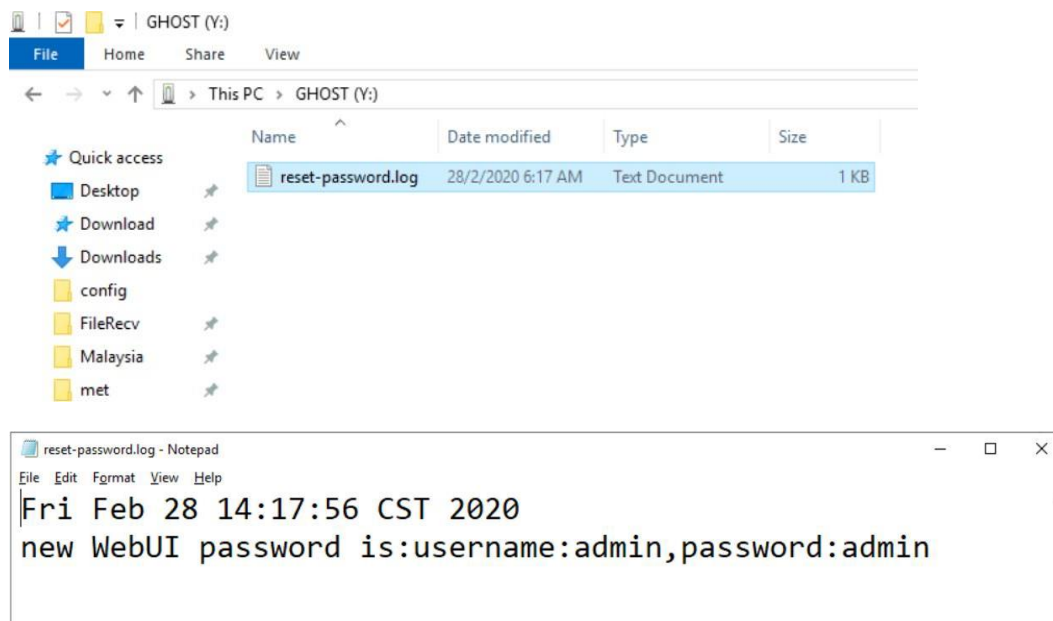 GHOST (Y:)
File Home Share View
This PC > GHOST (Y:)
Name Date modified Type Size
Quick access
reset-password.log 28/2/2020 6:17 AM Text Document 1 KB
Desktop
Download
Downloads
config
FileRecv
Malaysia
met
reset-password.log - Notepad
File Edit Format View Help
Fri Feb 28 14:17:56 CST 2020
new WebUI password is:username:admin,password:admin